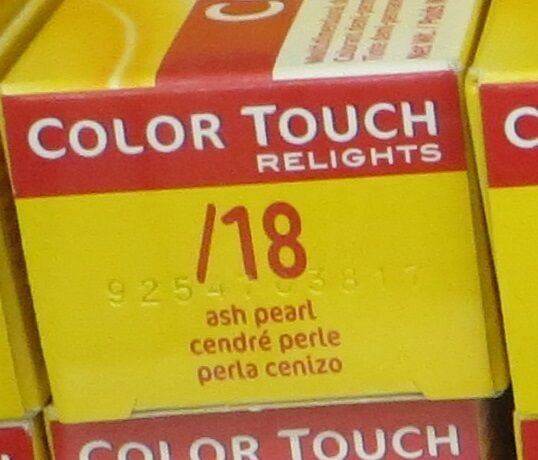 COLOR TOUCH
RELIGHTS
/18
ash pearl
cendré perle
perla cenizo
COLOR TOUCH